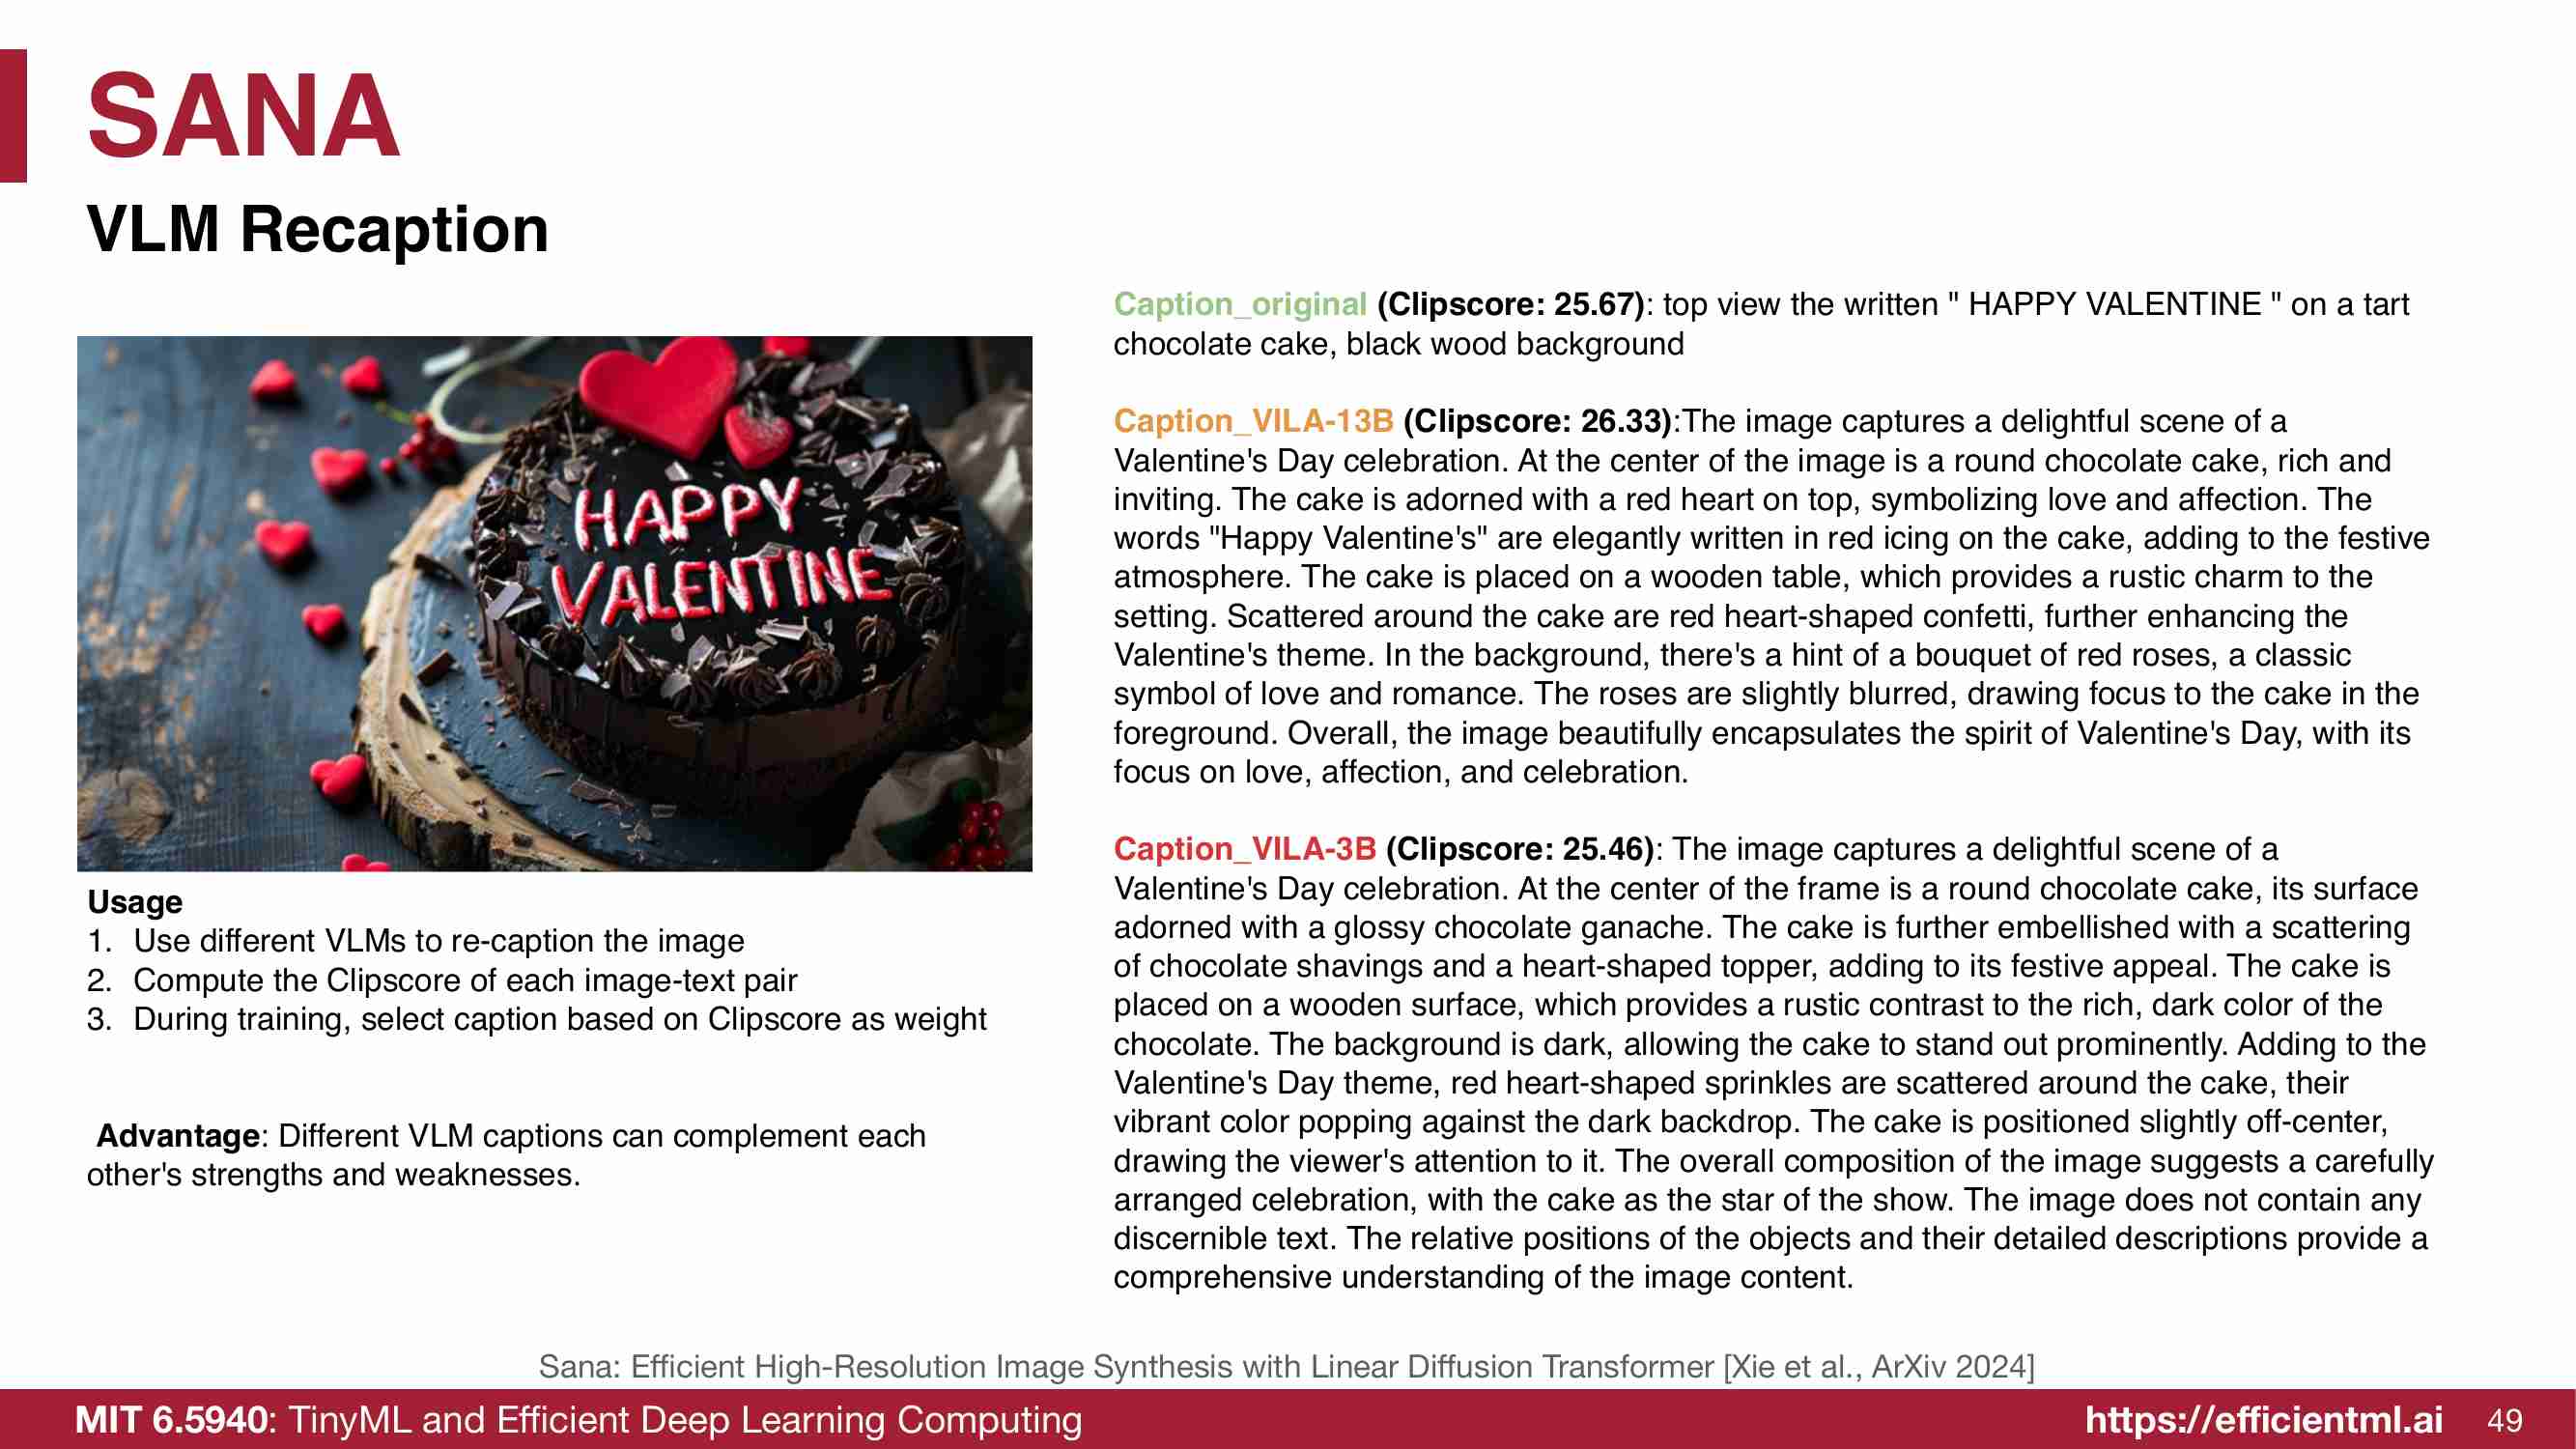 SANA
VLM Recaption
HAPPY
VALENTINE
Usage
1. Use different VLMs to re-caption the image
2. Compute the Clipscore of each image-text pair
3. During training, select caption based on Clipscore as weight
Advantage: Different VLM captions can complement each
other's strengths and weaknesses.
Caption_original (Clipscore: 25.67): top view the written " HAPPY VALENTINE " on a tart
chocolate cake, black wood background
Caption_VILA-13B (Clipscore: 26.33):The image captures a delightful scene of a
Valentine's Day celebration. At the center of the image is a round chocolate cake, rich and
inviting. The cake is adorned with a red heart on top, symbolizing love and affection. The
words "Happy Valentine's" are elegantly written in red icing on the cake, adding to the festive
atmosphere. The cake is placed on a wooden table, which provides a rustic charm to the
setting. Scattered around the cake are red heart-shaped confetti, further enhancing the
Valentine's theme. In the background, there's a hint of a bouquet of red roses, a classic
symbol of love and romance. The roses are slightly blurred, drawing focus to the cake in the
foreground. Overall, the image beautifully encapsulates the spirit of Valentine's Day, with its
focus on love, affection, and celebration.
Caption_VILA-3B (Clipscore: 25.46): The image captures a delightful scene of a
Valentine's Day celebration. At the center of the frame is a round chocolate cake, its surface
adorned with a glossy chocolate ganache. The cake is further embellished with a scattering
of chocolate shavings and a heart-shaped topper, adding to its festive appeal. The cake is
placed on a wooden surface, which provides a rustic contrast to the rich, dark color of the
chocolate. The background is dark, allowing the cake to stand out prominently. Adding to the
Valentine's Day theme, red heart-shaped sprinkles are scattered around the cake, their
vibrant color popping against the dark backdrop. The cake is positioned slightly off-center,
drawing the viewer's attention to it. The overall composition of the image suggests a carefully
arranged celebration, with the cake as the star of the show. The image does not contain any
discernible text. The relative positions of the objects and their detailed descriptions provide a
comprehensive understanding of the image content.
Sana: Efficient High-Resolution Image Synthesis with Linear Diffusion Transformer [Xie et al., ArXiv 2024]
MIT 6.5940: TinyML and Efficient Deep Learning Computing
https://efficientml.ai
49